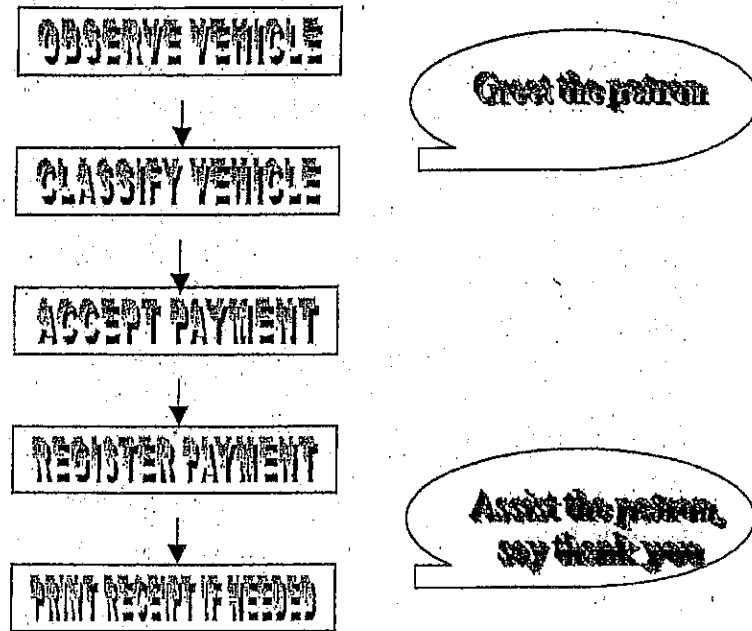 OBSERVE VEHICLE
Greet the patron
CLASSIFY VEHICLE
ACCEPT PAYMENT
REGISTER PAYMENT
Assist the patron,
say thank you
PRINT RECEIPT IF NEEDED